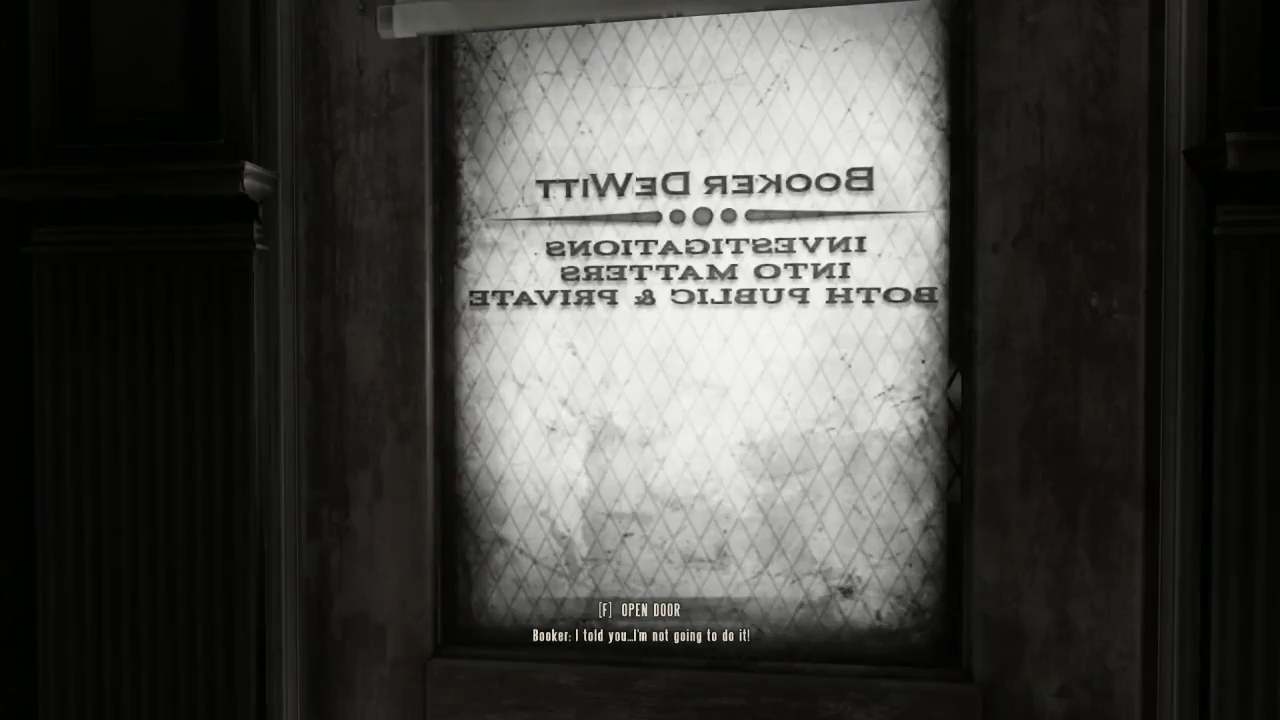 BOOKER DEWITT
INVESTIGATIONS
INTO MATTERS
BOTH PUBLIC & PRIVATE
[F] OPEN DOOR
Booker: I told you...I'm not going to do it!